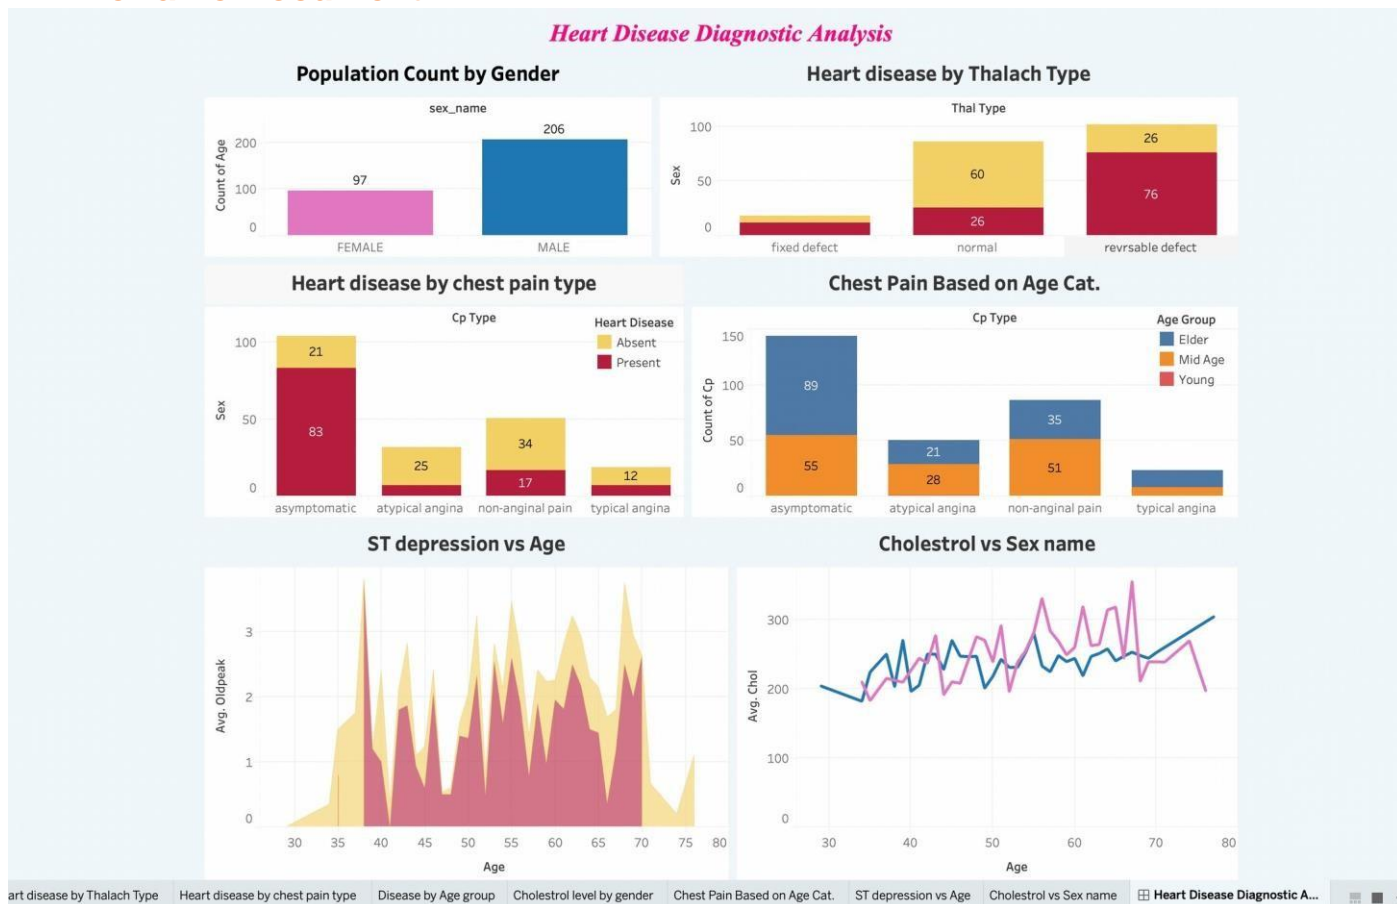 Heart Disease Diagnostic Analysis
Population Count by Gender
sex_name
Count of Age
200
100
0
97
206
FEMALE
MALE
Heart disease by Thalach Type
Thal Type
Sex
100
50
0
60
26
26
76
fixed defect
normal
revrsable defect
Heart disease by chest pain type
Cp Type
Heart Disease
Absent
Present
Sex
100
50
0
21
83
25
34
17
12
asymptomatic
atypical angina
non-anginal pain
typical angina
Chest Pain Based on Age Cat.
Cp Type
Age Group
Elder
Mid Age
Young
Count of Cp
150
100
50
0
89
55
21
28
35
51
asymptomatic
atypical angina
non-anginal pain
typical angina
ST depression vs Age
Avg. Oldpeak
3
2
1
0
30 35 40 45 50 55 60 65 70 75 80
Age
Cholestrol vs Sex name
Avg. Chol
300
200
100
0
30 40 50 60 70 80
Age
art disease by Thalach Type
Heart disease by chest pain type
Disease by Age group
Cholestrol level by gender
Chest Pain Based on Age Cat.
ST depression vs Age
Cholestrol vs Sex name
Heart Disease Diagnostic A...